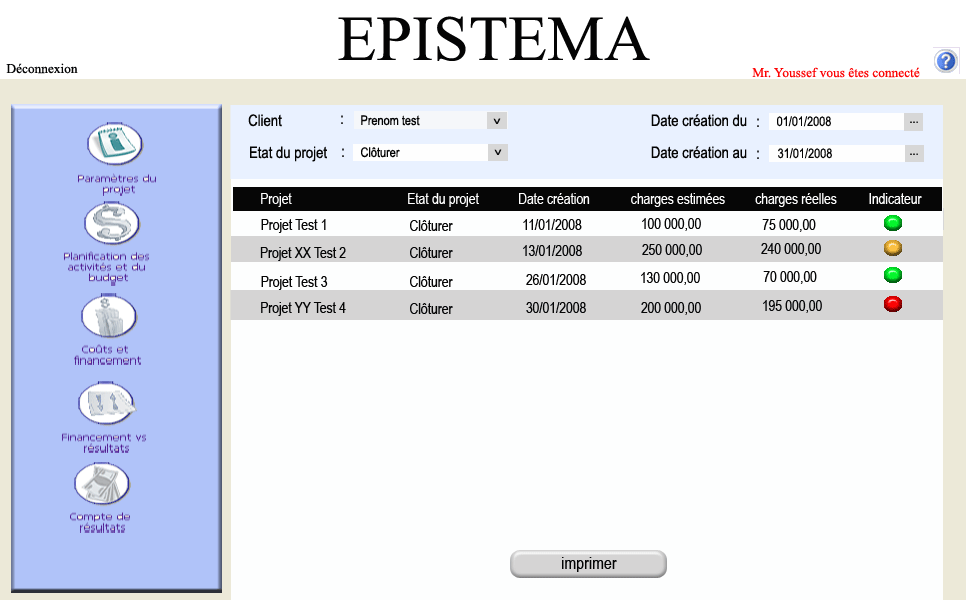 EPISTEMA
Déconnexion
Mr. Youssef vous êtes connecté
?
Paramètres du
projet
Planification des
activités et du
budget
Coûts et
financement
Financement vs
résultats
Compte de
résultats
Client : Prenom test v Date création du : 01/01/2008 ...
Etat du projet : Clôturer v Date création au : 31/01/2008 ...
Projet Etat du projet Date création charges estimées charges réelles Indicateur
Projet Test 1 Clôturer 11/01/2008 100 000,00 75 000,00
Projet XX Test 2 Clôturer 13/01/2008 250 000,00 240 000,00
Projet Test 3 Clôturer 26/01/2008 130 000,00 70 000,00
Projet YY Test 4 Clôturer 30/01/2008 200 000,00 195 000,00
imprimer